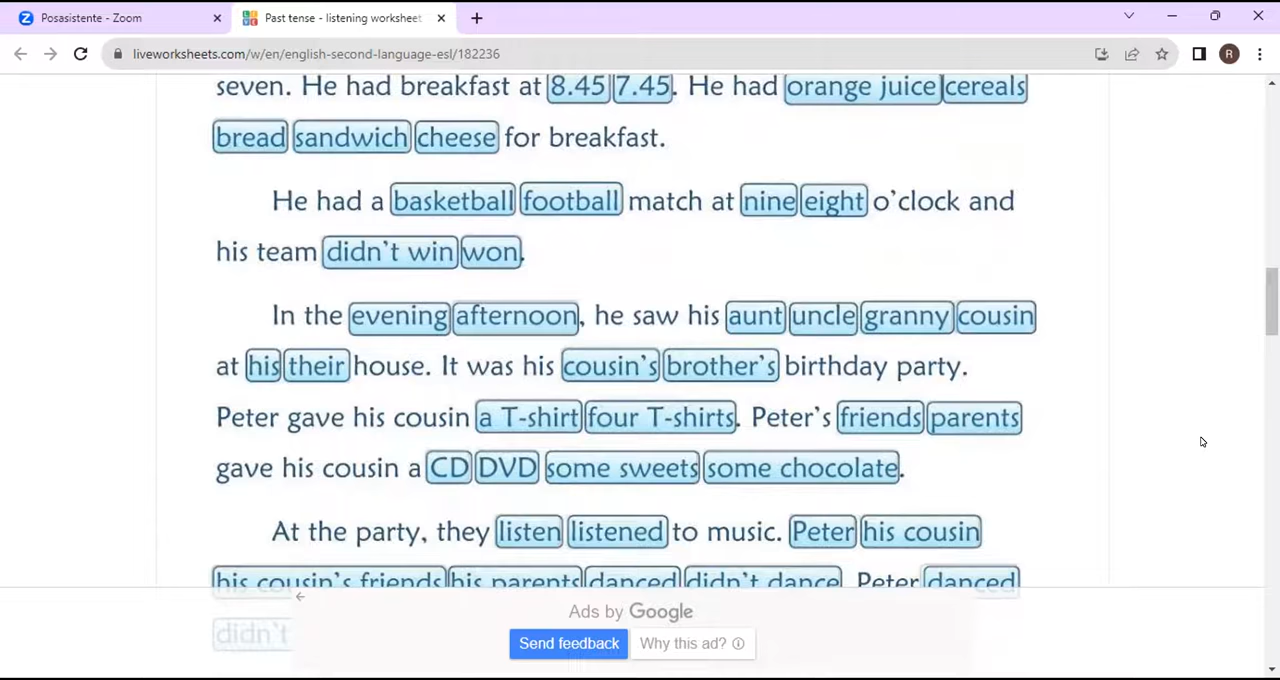 Posasistente - Zoom
Past tense - listening worksheet
liveworksheets.com/w/en/english-second-language-esl/182236
R
seven. He had breakfast at 8.45 7.45. He had orange juice cereals
bread sandwich cheese for breakfast.
He had a basketball football match at nine eight o'clock and
his team didn't win won.
In the evening afternoon, he saw his aunt uncle granny cousin
at his their house. It was his cousin's brother's birthday party.
Peter gave his cousin a T-shirt four T-shirts. Peter's friends parents
gave his cousin a CD DVD some sweets some chocolate.
At the party, they listen listened to music. Peter his cousin
his cousin's friends his parents danced didn't dance. Peter danced
didn't
Ads by Google
Send feedback
Why this ad?